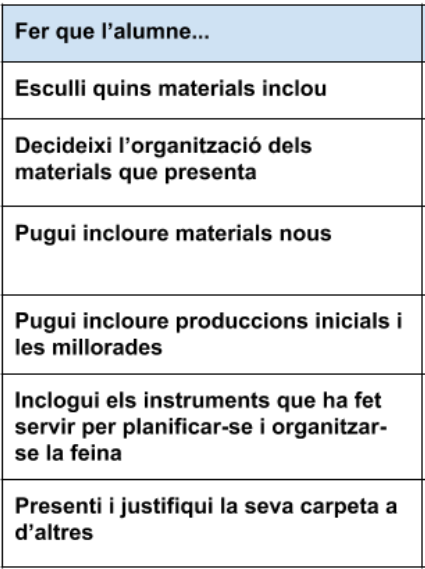 Fer que l’alumne...
Esculli quins materials inclou
Decideixi l’organització dels
materials que presenta
Pugui incloure materials nous
Pugui incloure produccions inicials i
les millorades
Inclogui els instruments que ha fet
servir per planificar-se i organitzar-
se la feina
Presenti i justifiqui la seva carpeta a
d’altres